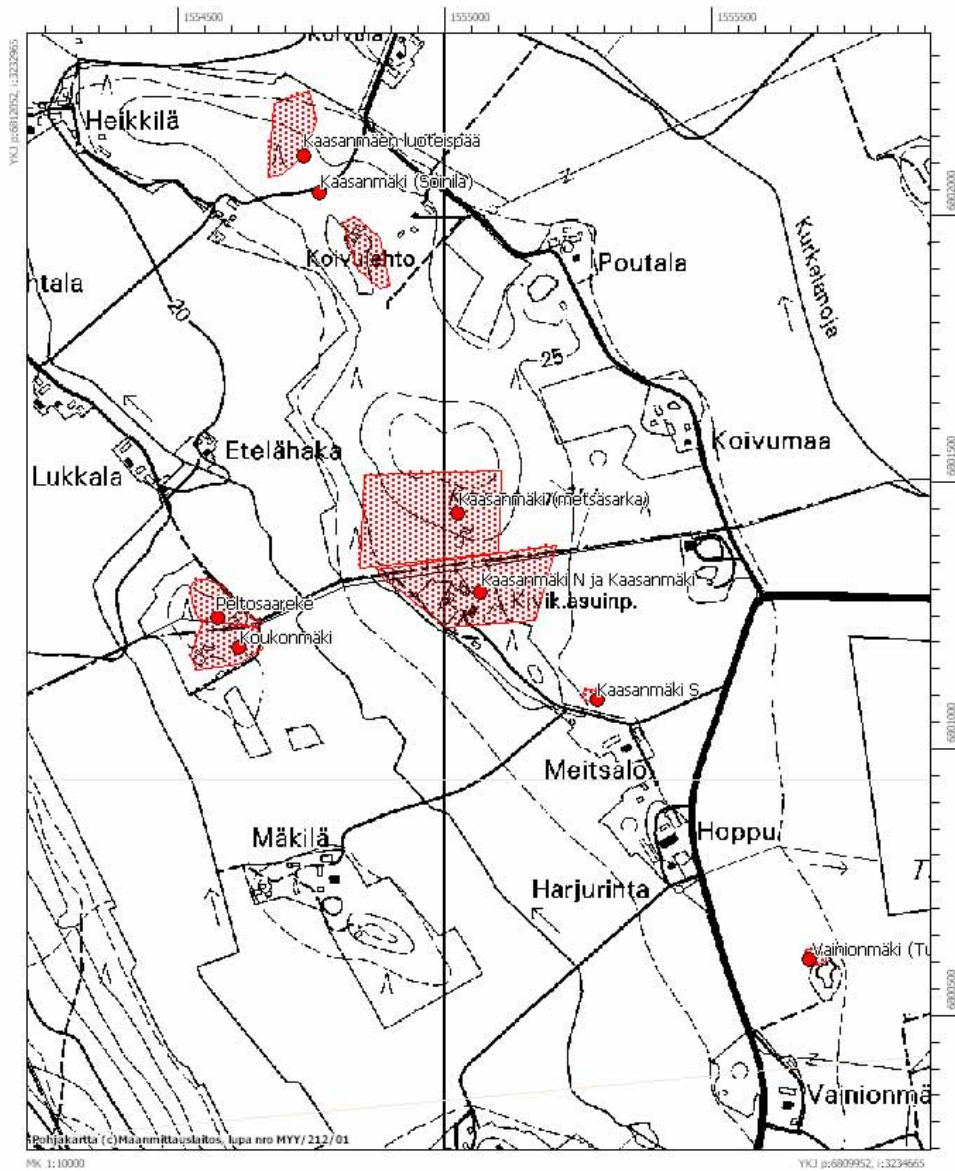 1554500
1555000
1555500
YKJ p:6812052, i:3232965
Koivula
Heikkilä
Kaasanmäen luoteispää
Kaasanmäki (Soinila)
6802000
Koivulehto
Poutala
Kurkelanoja
htala
20
25
Etelähaka
Koivumaa
Lukkala
6801500
Kaasanmäki (metsäsarka)
Kaasanmäki N ja Kaasanmäki
Kivik.asuinp.
Peltosaareke
Koukonmäki
Kaasanmäki S
6801000
Meitsalo
Mäkilä
Hoppu
Harjurinta
T
Vainionmäki (Tu
6800500
Vainionmä
Pohjakartta (c)Maanmittauslaitos, lupa nro MYY/212/01
MK 1:10000
YKJ p:6809952, i:3234665